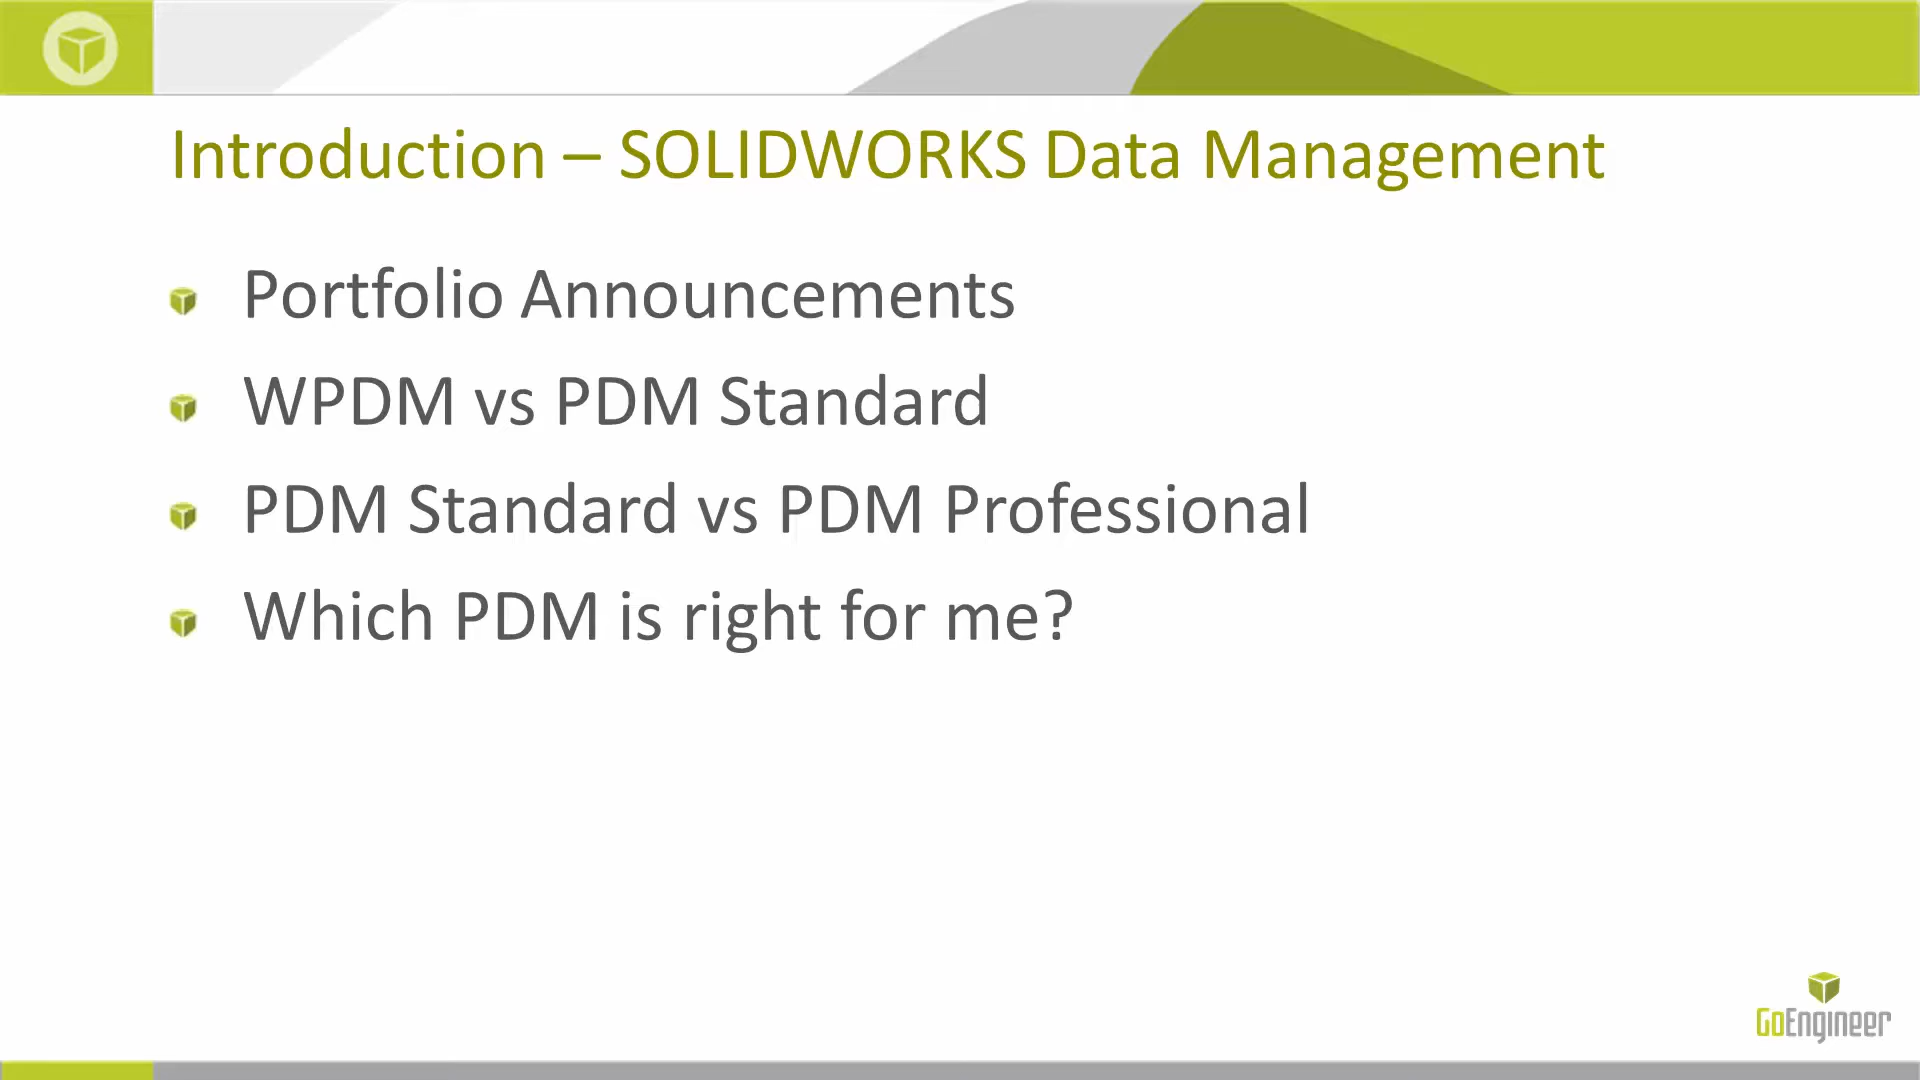 Introduction – SOLIDWORKS Data Management
Portfolio Announcements
WPDM vs PDM Standard
PDM Standard vs PDM Professional
Which PDM is right for me?
GoEngineer